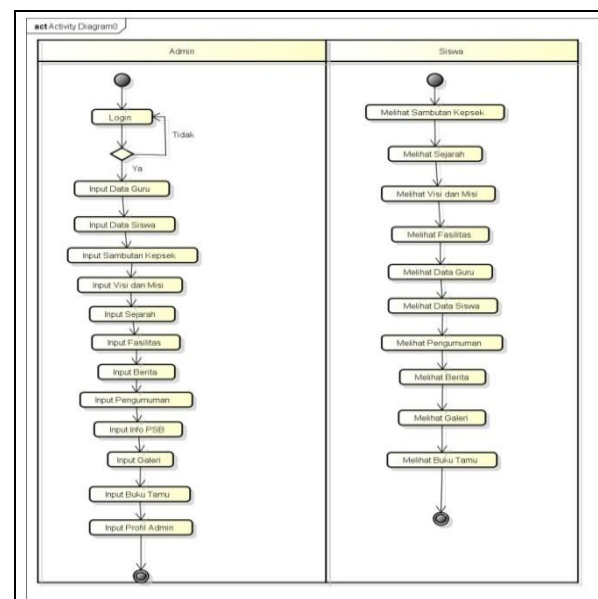 act Activity Diagram0
Admin
Siswa
Login
Tidak
Ya
Input Data Guru
Input Data Siswa
Input Sambutan Kepsek
Input Visi dan Misi
Input Sejarah
Input Fasilitas
Input Berita
Input Pengumuman
Input Info PSB
Input Galeri
Input Buku Tamu
Input Profil Admin
Melihat Sambutan Kepsek
Melihat Sejarah
Melihat Visi dan Misi
Melihat Fasilitas
Melihat Data Guru
Melihat Data Siswa
Melihat Pengumuman
Melihat Berita
Melihat Galeri
Melihat Buku Tamu